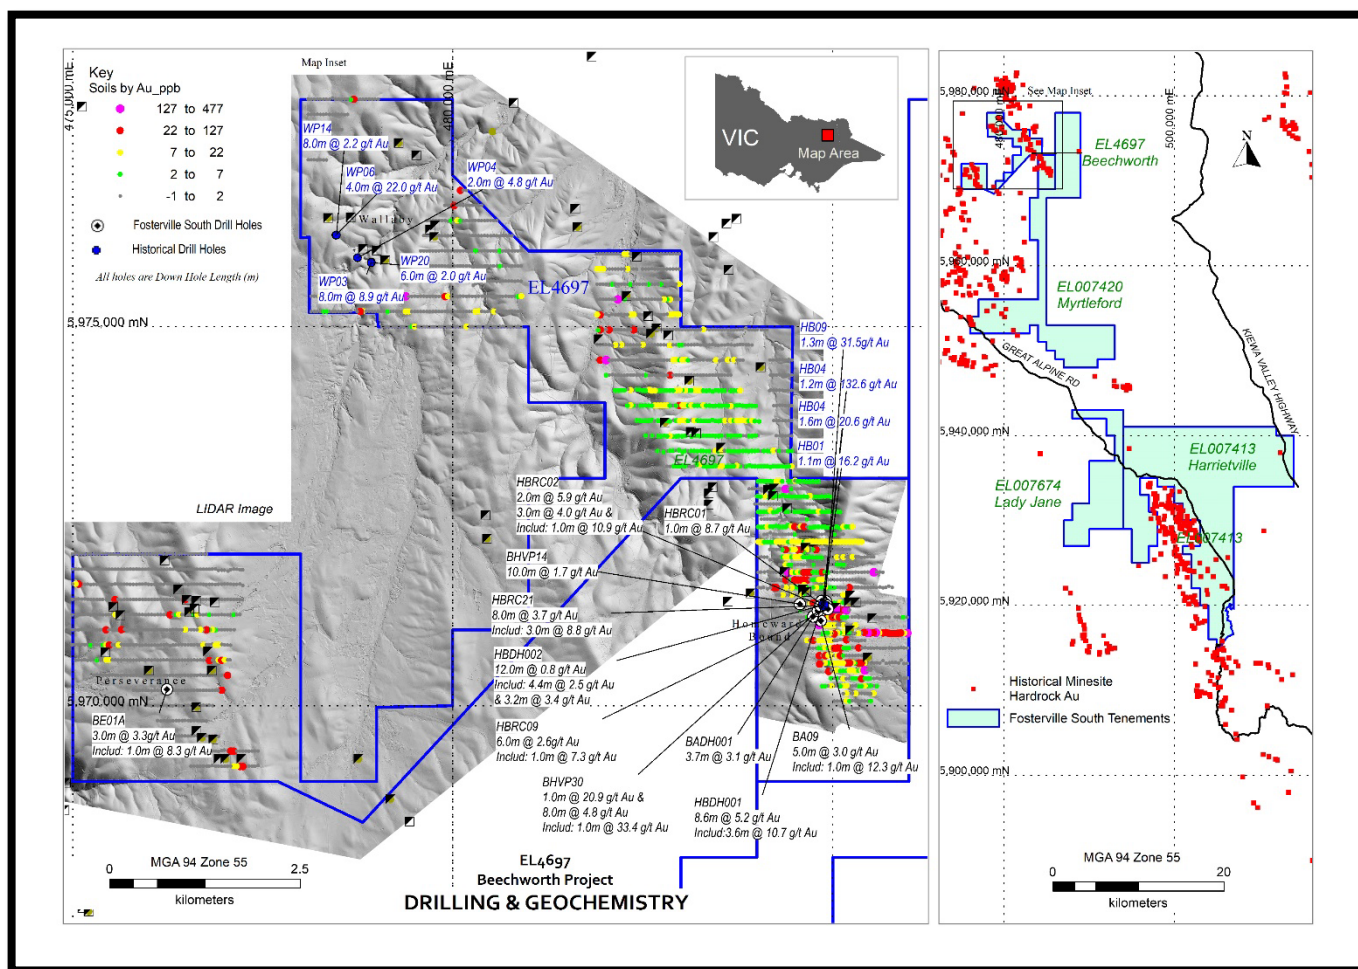 Key
Soils by Au_ppb
127 to 477
22 to 127
7 to 22
2 to 7
-1 to 2
Fosterville South Drill Holes
Historical Drill Holes
All holes are Down Hole Length (m)
Map Inset
475,000 mE
480,000 mE
WP14
8.0m @ 2.2 g/t Au
WP06
4.0m @ 22.0 g/t Au
WP04
2.0m @ 4.8 g/t Au
Wallaby
WP20
6.0m @ 2.0 g/t Au
WP03
8.0m @ 8.9 g/t Au
EL4697
5,975,000 mN
VIC
Map Area
HB09
1.3m @ 31.5g/t Au
HB04
1.2m @ 132.6 g/t Au
HB04
1.6m @ 20.6 g/t Au
HB01
1.1m @ 16.2 g/t Au
EL4697
LiDAR Image
HBRC02
2.0m @ 5.9 g/t Au
3.0m @ 4.0 g/t Au &
Includ: 1.0m @ 10.9 g/t Au
HBRC01
1.0m @ 8.7 g/t Au
BHVP14
10.0m @ 1.7 g/t Au
HBRC21
8.0m @ 3.7 g/t Au
Includ: 3.0m @ 8.8 g/t Au
Homeward
Bound
HBDH002
12.0m @ 0.8 g/t Au
Includ: 4.4m @ 2.5 g/t Au
& 3.2m @ 3.4 g/t Au
HBRC09
6.0m @ 2.6g/t Au
Includ: 1.0m @ 7.3 g/t Au
BHVP30
1.0m @ 20.9 g/t Au &
8.0m @ 4.8 g/t Au
Includ: 1.0m @ 33.4 g/t Au
BADH001
3.7m @ 3.1 g/t Au
HBDH001
8.6m @ 5.2 g/t Au
Includ:3.6m @ 10.7 g/t Au
BA09
5.0m @ 3.0 g/t Au
Includ: 1.0m @ 12.3 g/t Au
Perseverance
5,970,000 mN
BE01A
3.0m @ 3.3g/t Au
Includ: 1.0m @ 8.3 g/t Au
0 MGA 94 Zone 55 2.5
kilometers
EL4697
Beechworth Project
DRILLING & GEOCHEMISTRY
5,980,000 mN
See Map Inset
480,000 mE
500,000 mE
N
EL4697
Beechworth
5,960,000 mN
EL007420
Myrtleford
GREAT ALPINE RD
KIEWA VALLEY HIGHWAY
5,940,000 mN
EL007413
Harrietville
EL007674
Lady Jane
EL007413
5,920,000 mN
Historical Minesite
Hardrock Au
Fosterville South Tenements
5,900,000 mN
MGA 94 Zone 55
0 20
kilometers